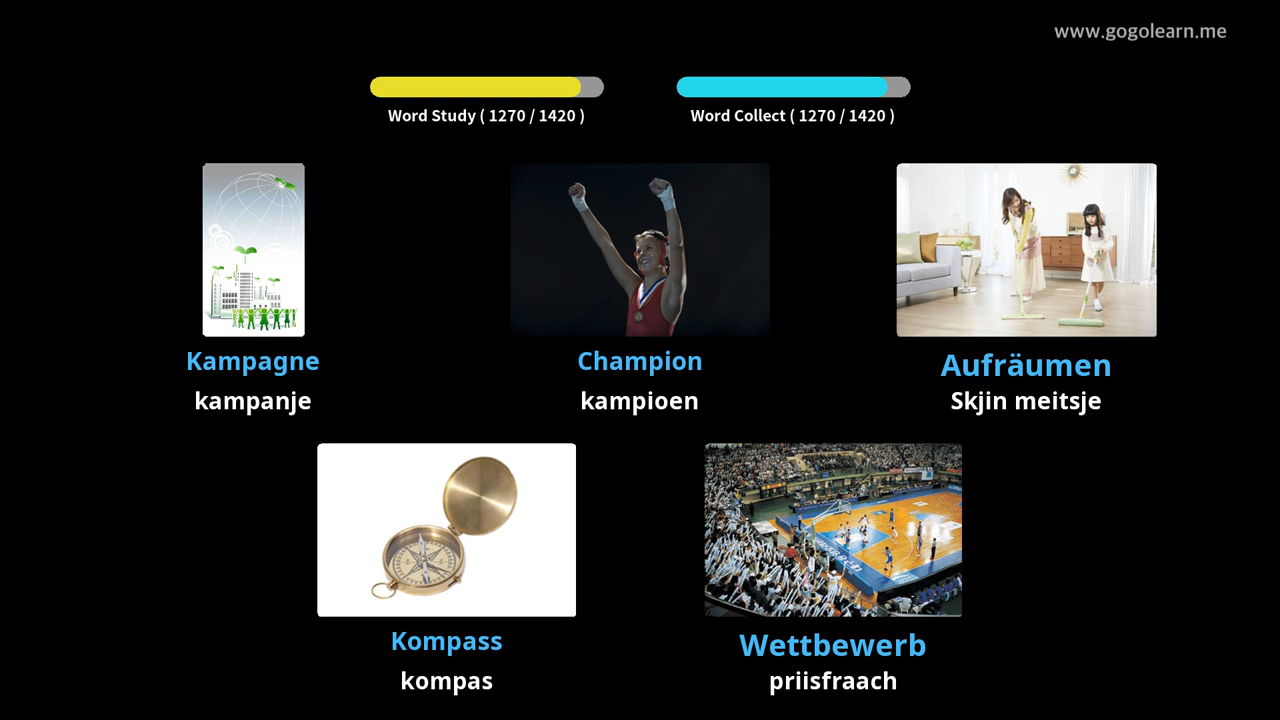 www.gogolearn.me
Word Study ( 1270 / 1420 )
Word Collect ( 1270 / 1420 )
Kampagne
kampanje
Champion
kampioen
Aufräumen
Skjin meitsje
Kompass
kompas
Wettbewerb
priisfraach